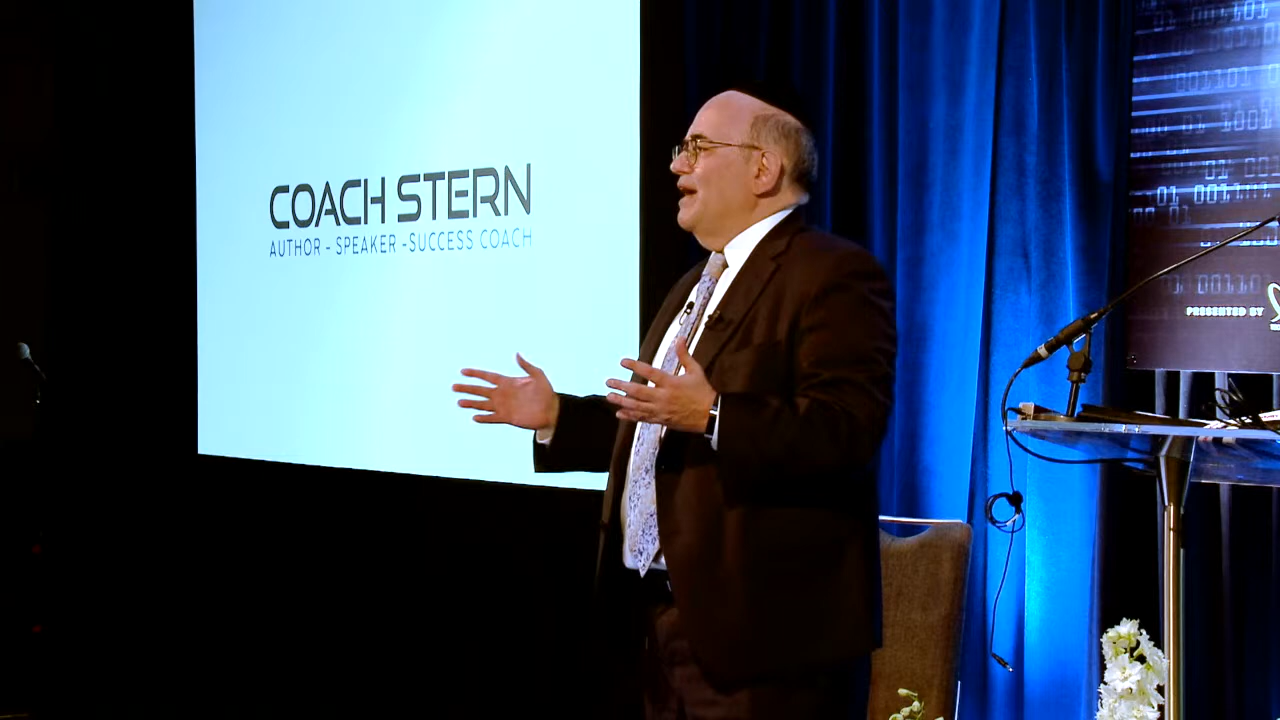 COACH STERN
AUTHOR - SPEAKER -SUCCESS COACH
PRESENTED BY